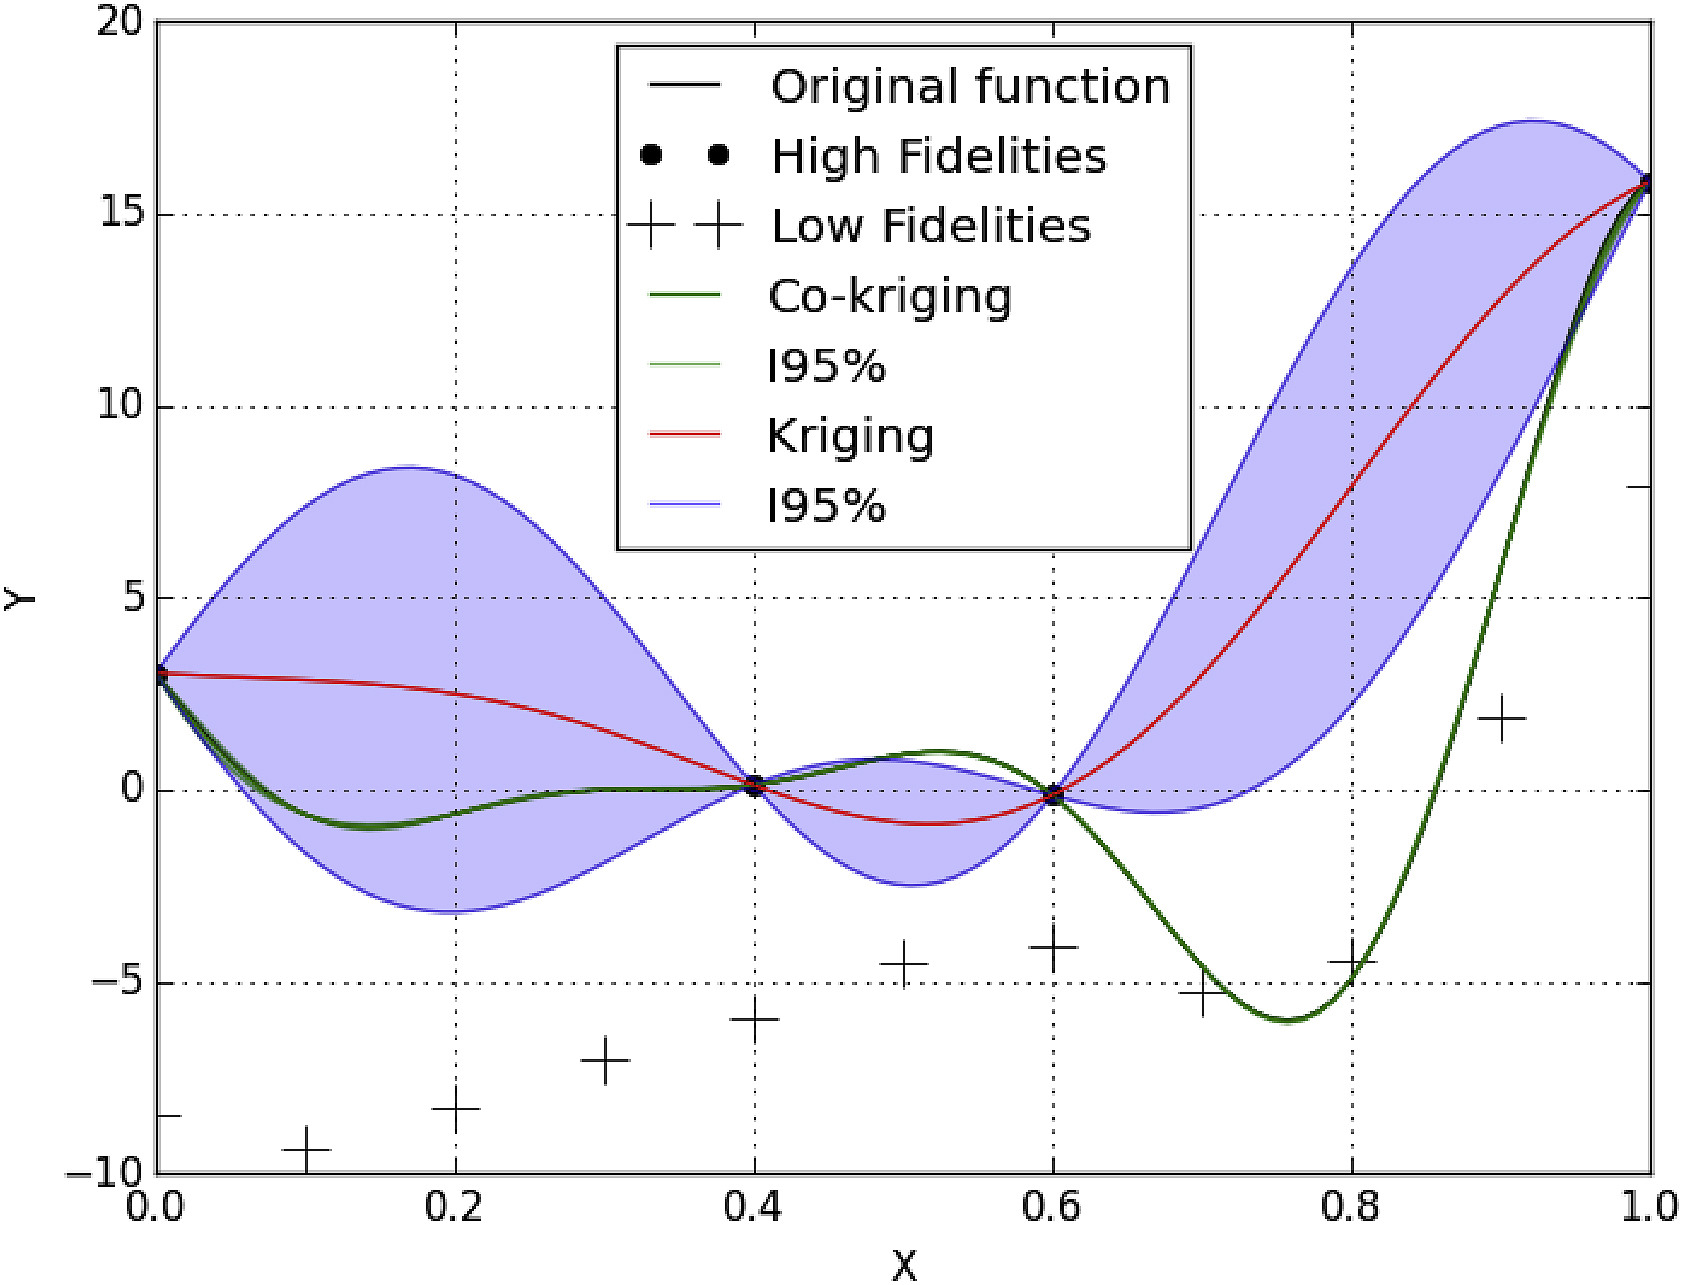 20
15
10
5
0
−5
−10
Y
Original function
High Fidelities
Low Fidelities
Co-kriging
I95%
Kriging
I95%
0.0 0.2 0.4 0.6 0.8 1.0
X